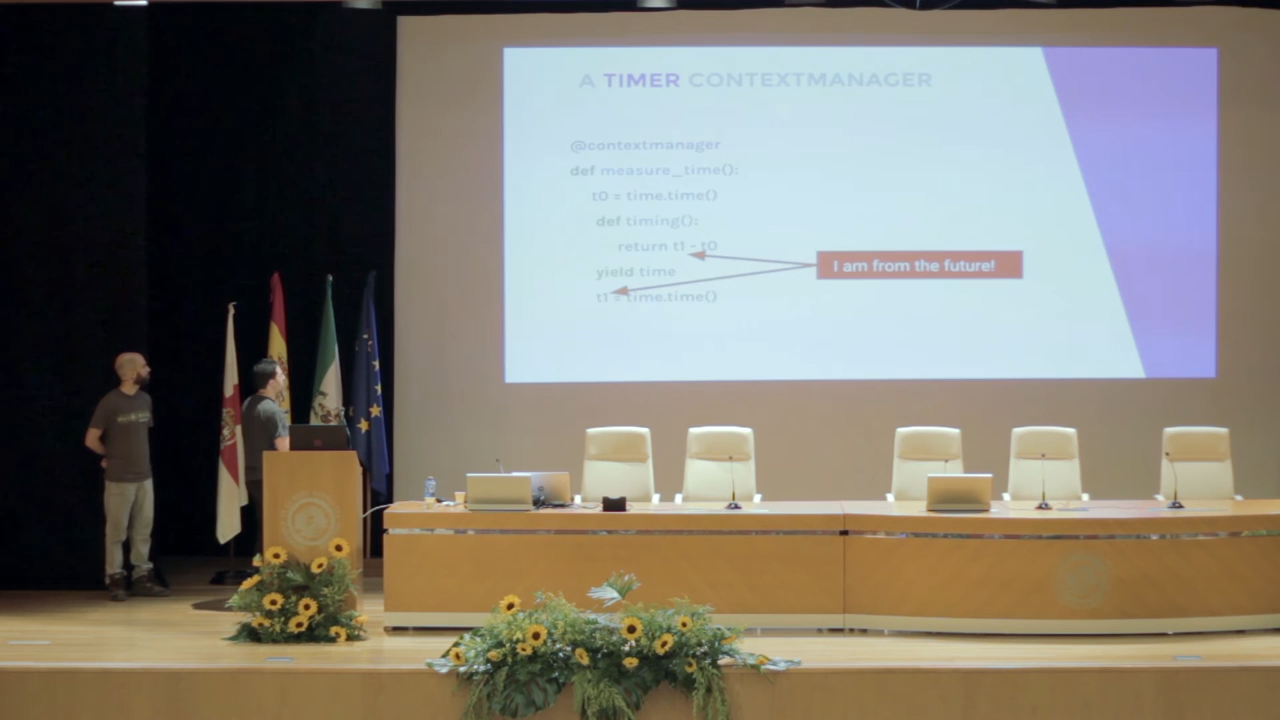 A TIMER CONTEXTMANAGER
@contextmanager
def measure_time():
t0 = time.time()
def timing():
return t1 - t0
I am from the future!
yield time
t1 = time.time()